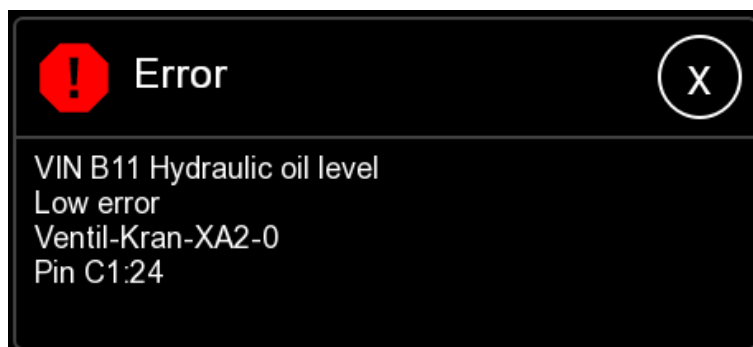 ! Error X
VIN B11 Hydraulic oil level
Low error
Ventil-Kran-XA2-0
Pin C1:24